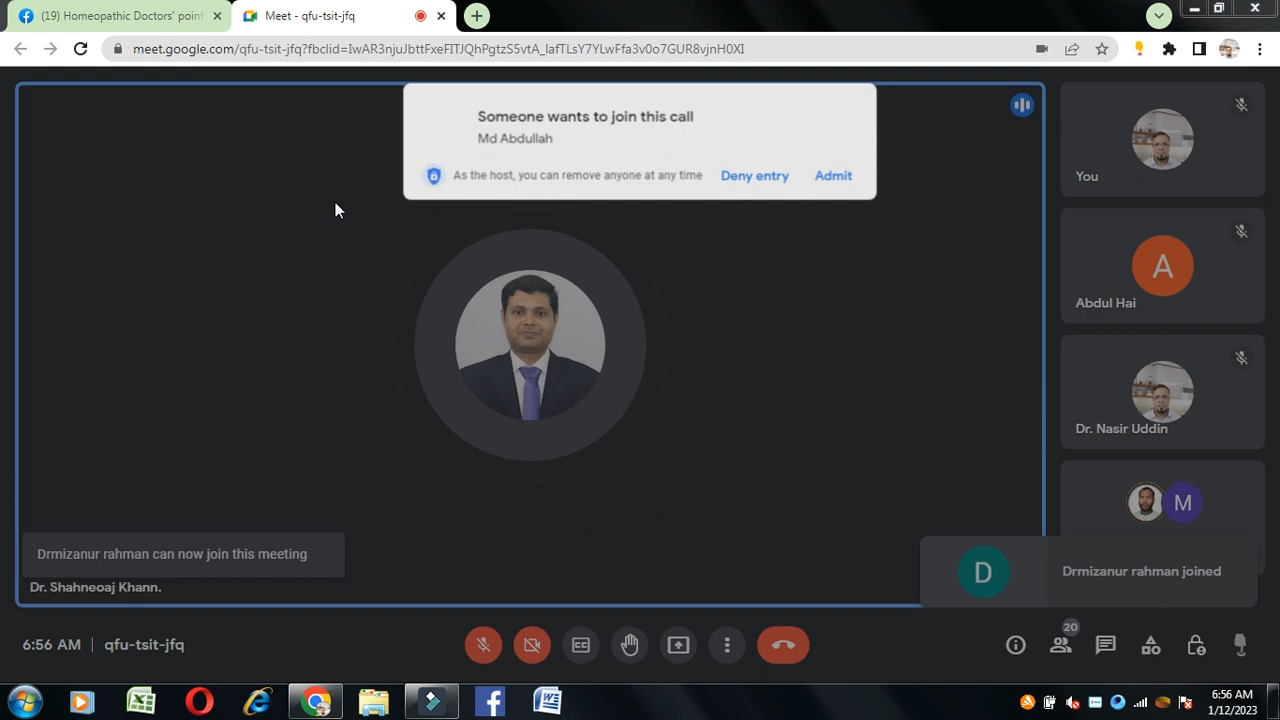 (19) Homeopathic Doctors' point
Meet - qfu-tsit-jfq
meet.google.com/qfu-tsit-jfq?fbclid=IwAR3njuJbttFxeFITJQhPgtzS5vtA_lafTLsY7YLwFfa3v0o7GUR8vjnH0XI
Someone wants to join this call
Md Abdullah
As the host, you can remove anyone at any time
Deny entry
Admit
You
A
Abdul Hai
Dr. Nasir Uddin
M
Drmizanur rahman can now join this meeting
Dr. Shahneoaj Khann.
D
Drmizanur rahman joined
6:56 AM | qfu-tsit-jfq
CC
20
6:56 AM
1/12/2023